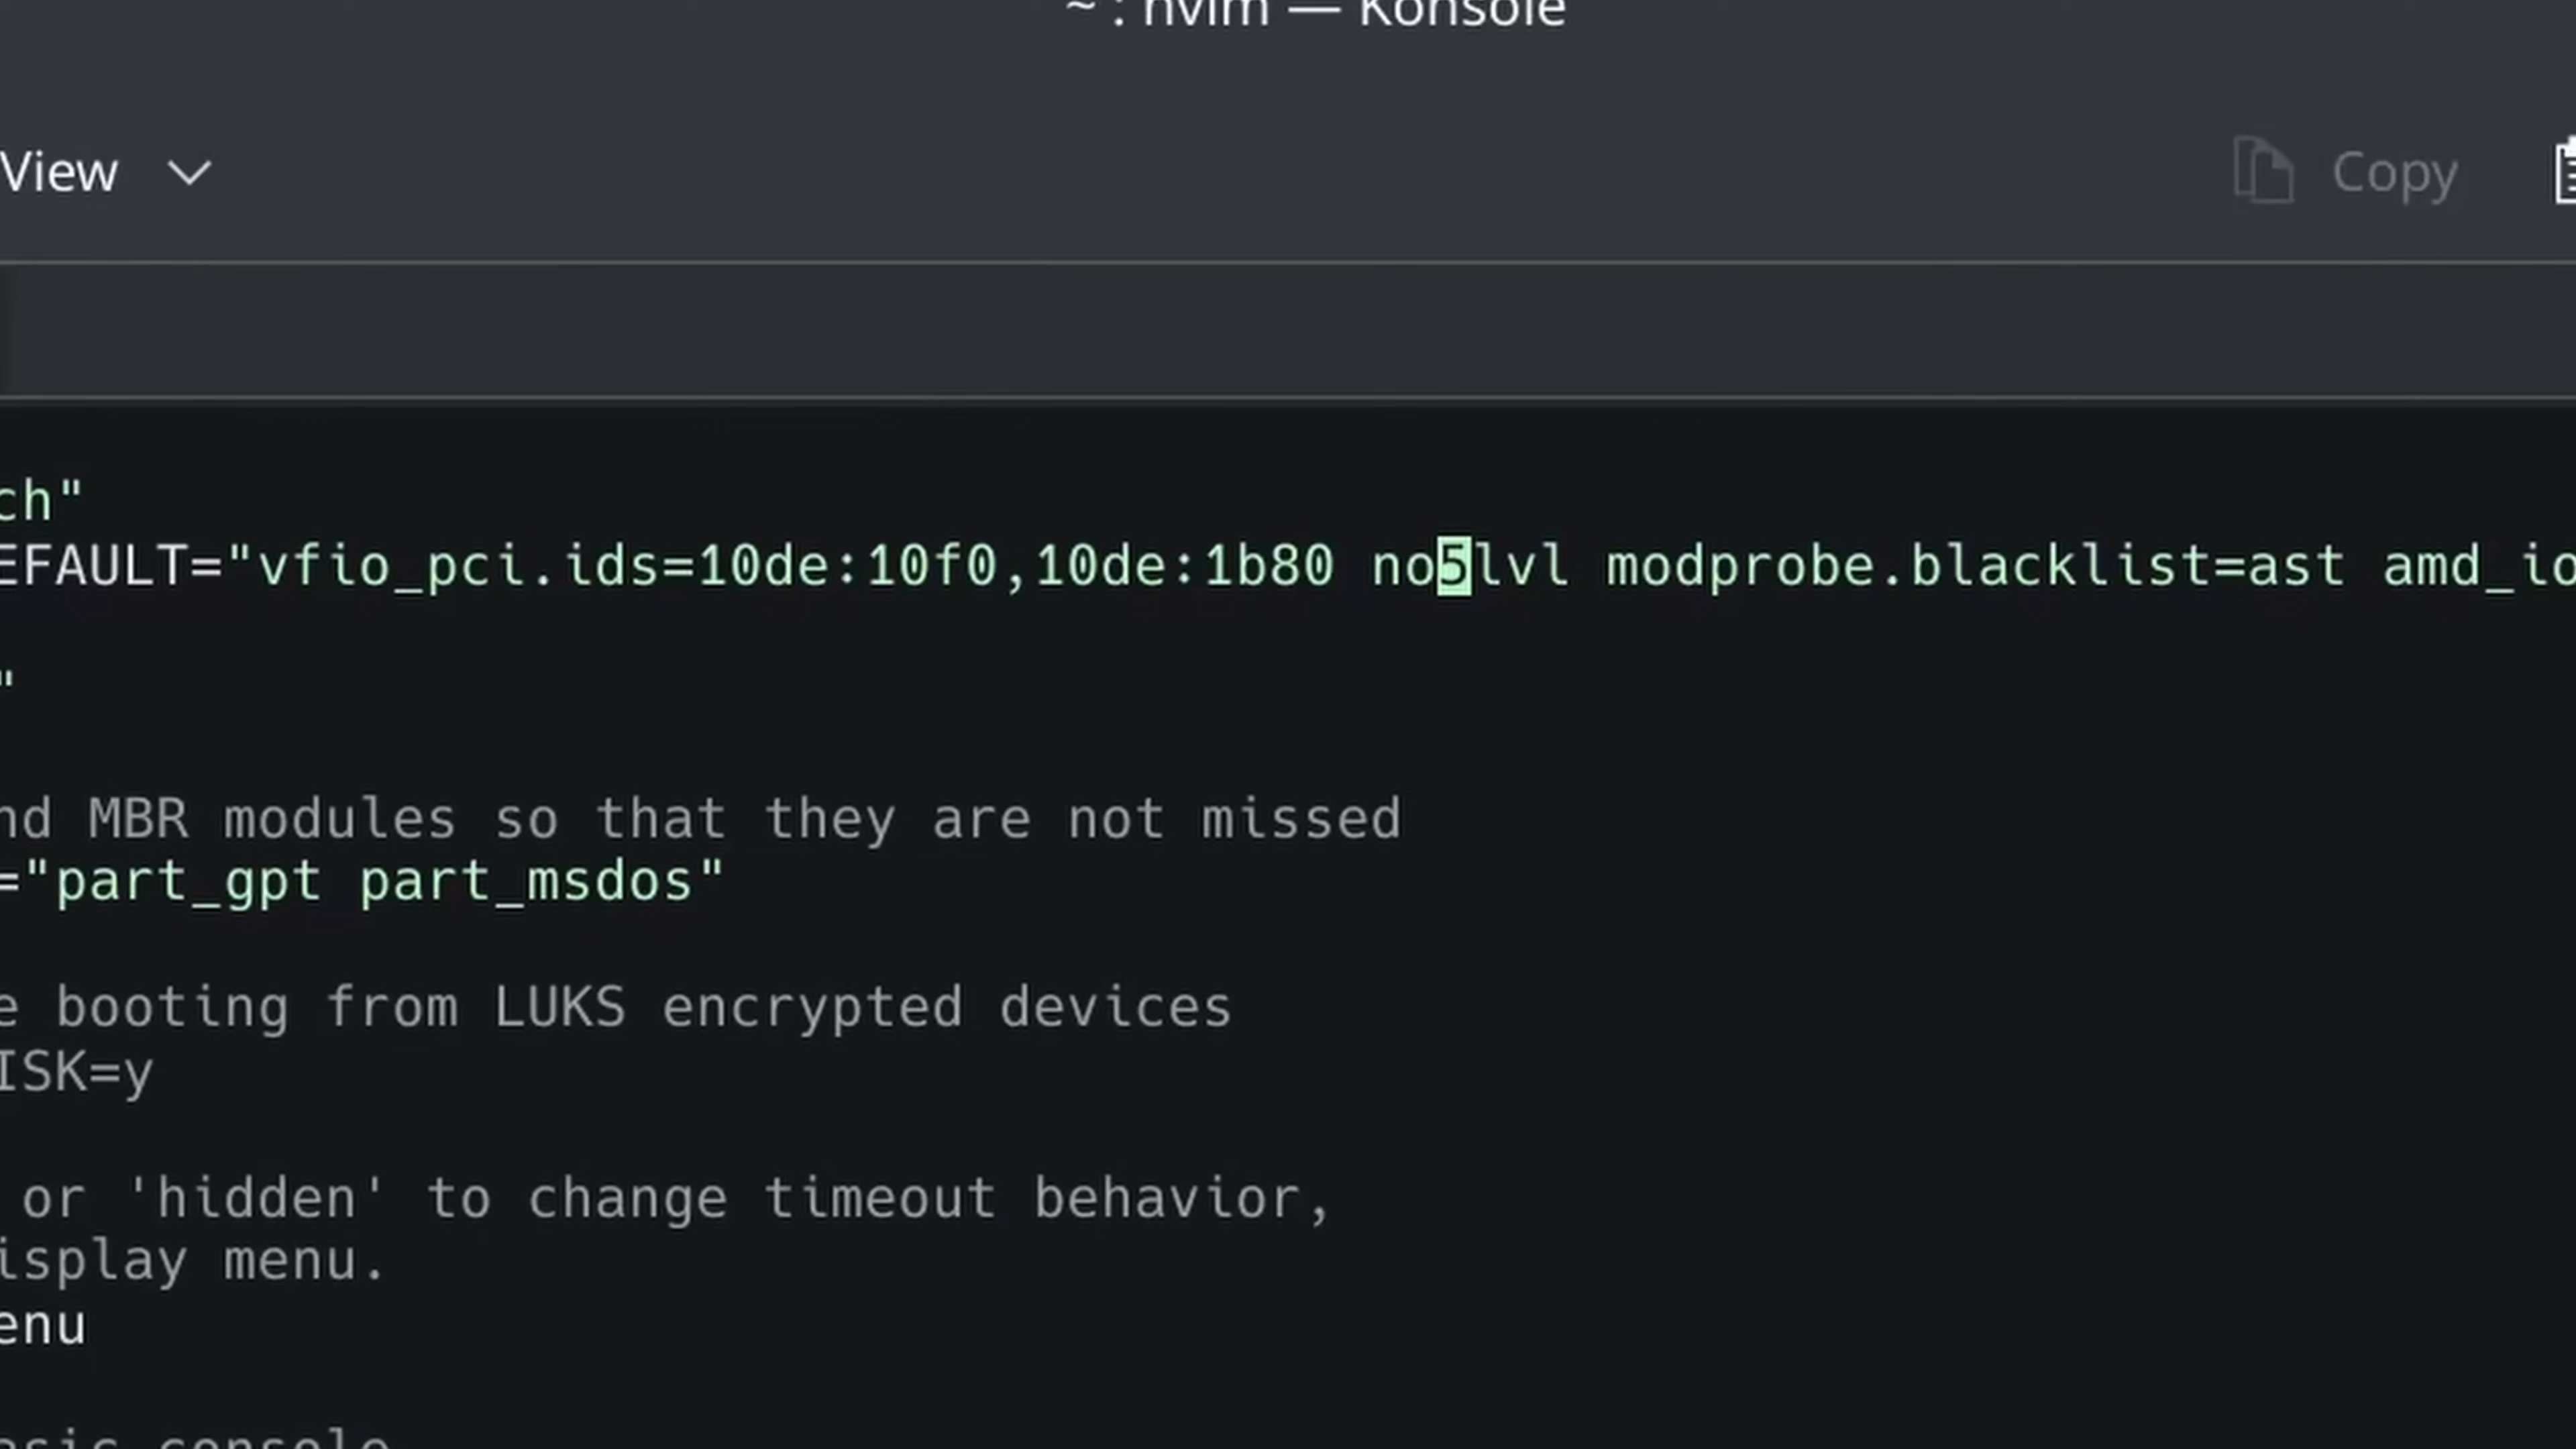 ~ : nvim — Konsole
View Copy
ch"
EFAULT="vfio_pci.ids=10de:10f0,10de:1b80 no5lvl modprobe.blacklist=ast amd_io
"
nd MBR modules so that they are not missed
="part_gpt part_msdos"
e booting from LUKS encrypted devices
ISK=y
or 'hidden' to change timeout behavior,
isplay menu.
enu
asic console